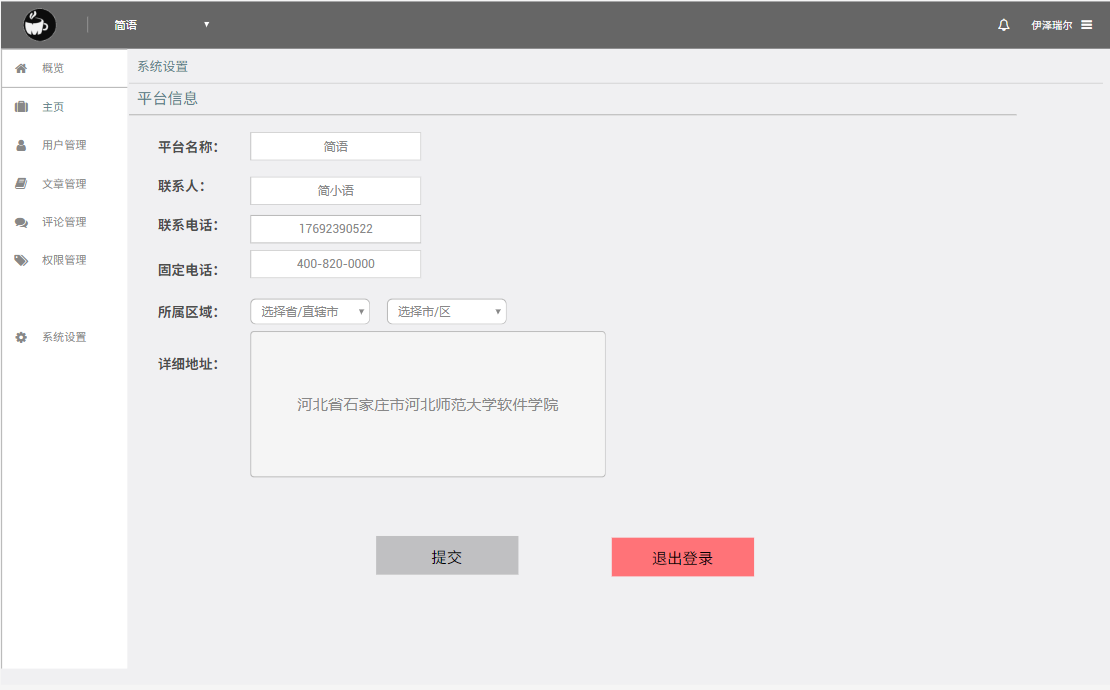 简语
伊泽瑞尔
概览
主页
用户管理
文章管理
评论管理
权限管理
系统设置
系统设置
平台信息
平台名称： 简语
联系人： 简小语
联系电话： 17692390522
固定电话： 400-820-0000
所属区域： 选择省/直辖市 选择市/区
详细地址： 河北省石家庄市河北师范大学软件学院
提交 退出登录